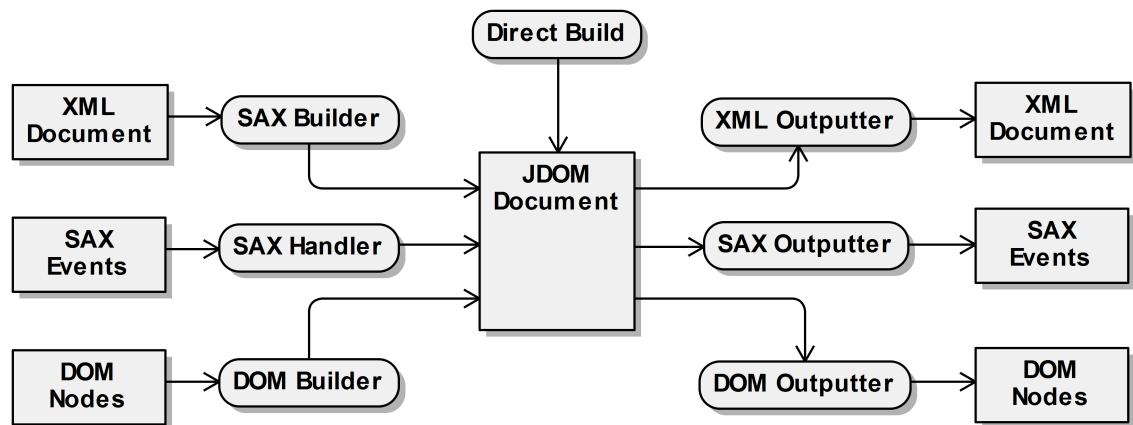 Direct Build
XML
Document
SAX Builder
XML Outputter
XML
Document
JDOM
Document
SAX
Events
SAX Handler
SAX Outputter
SAX
Events
DOM
Nodes
DOM Builder
DOM Outputter
DOM
Nodes